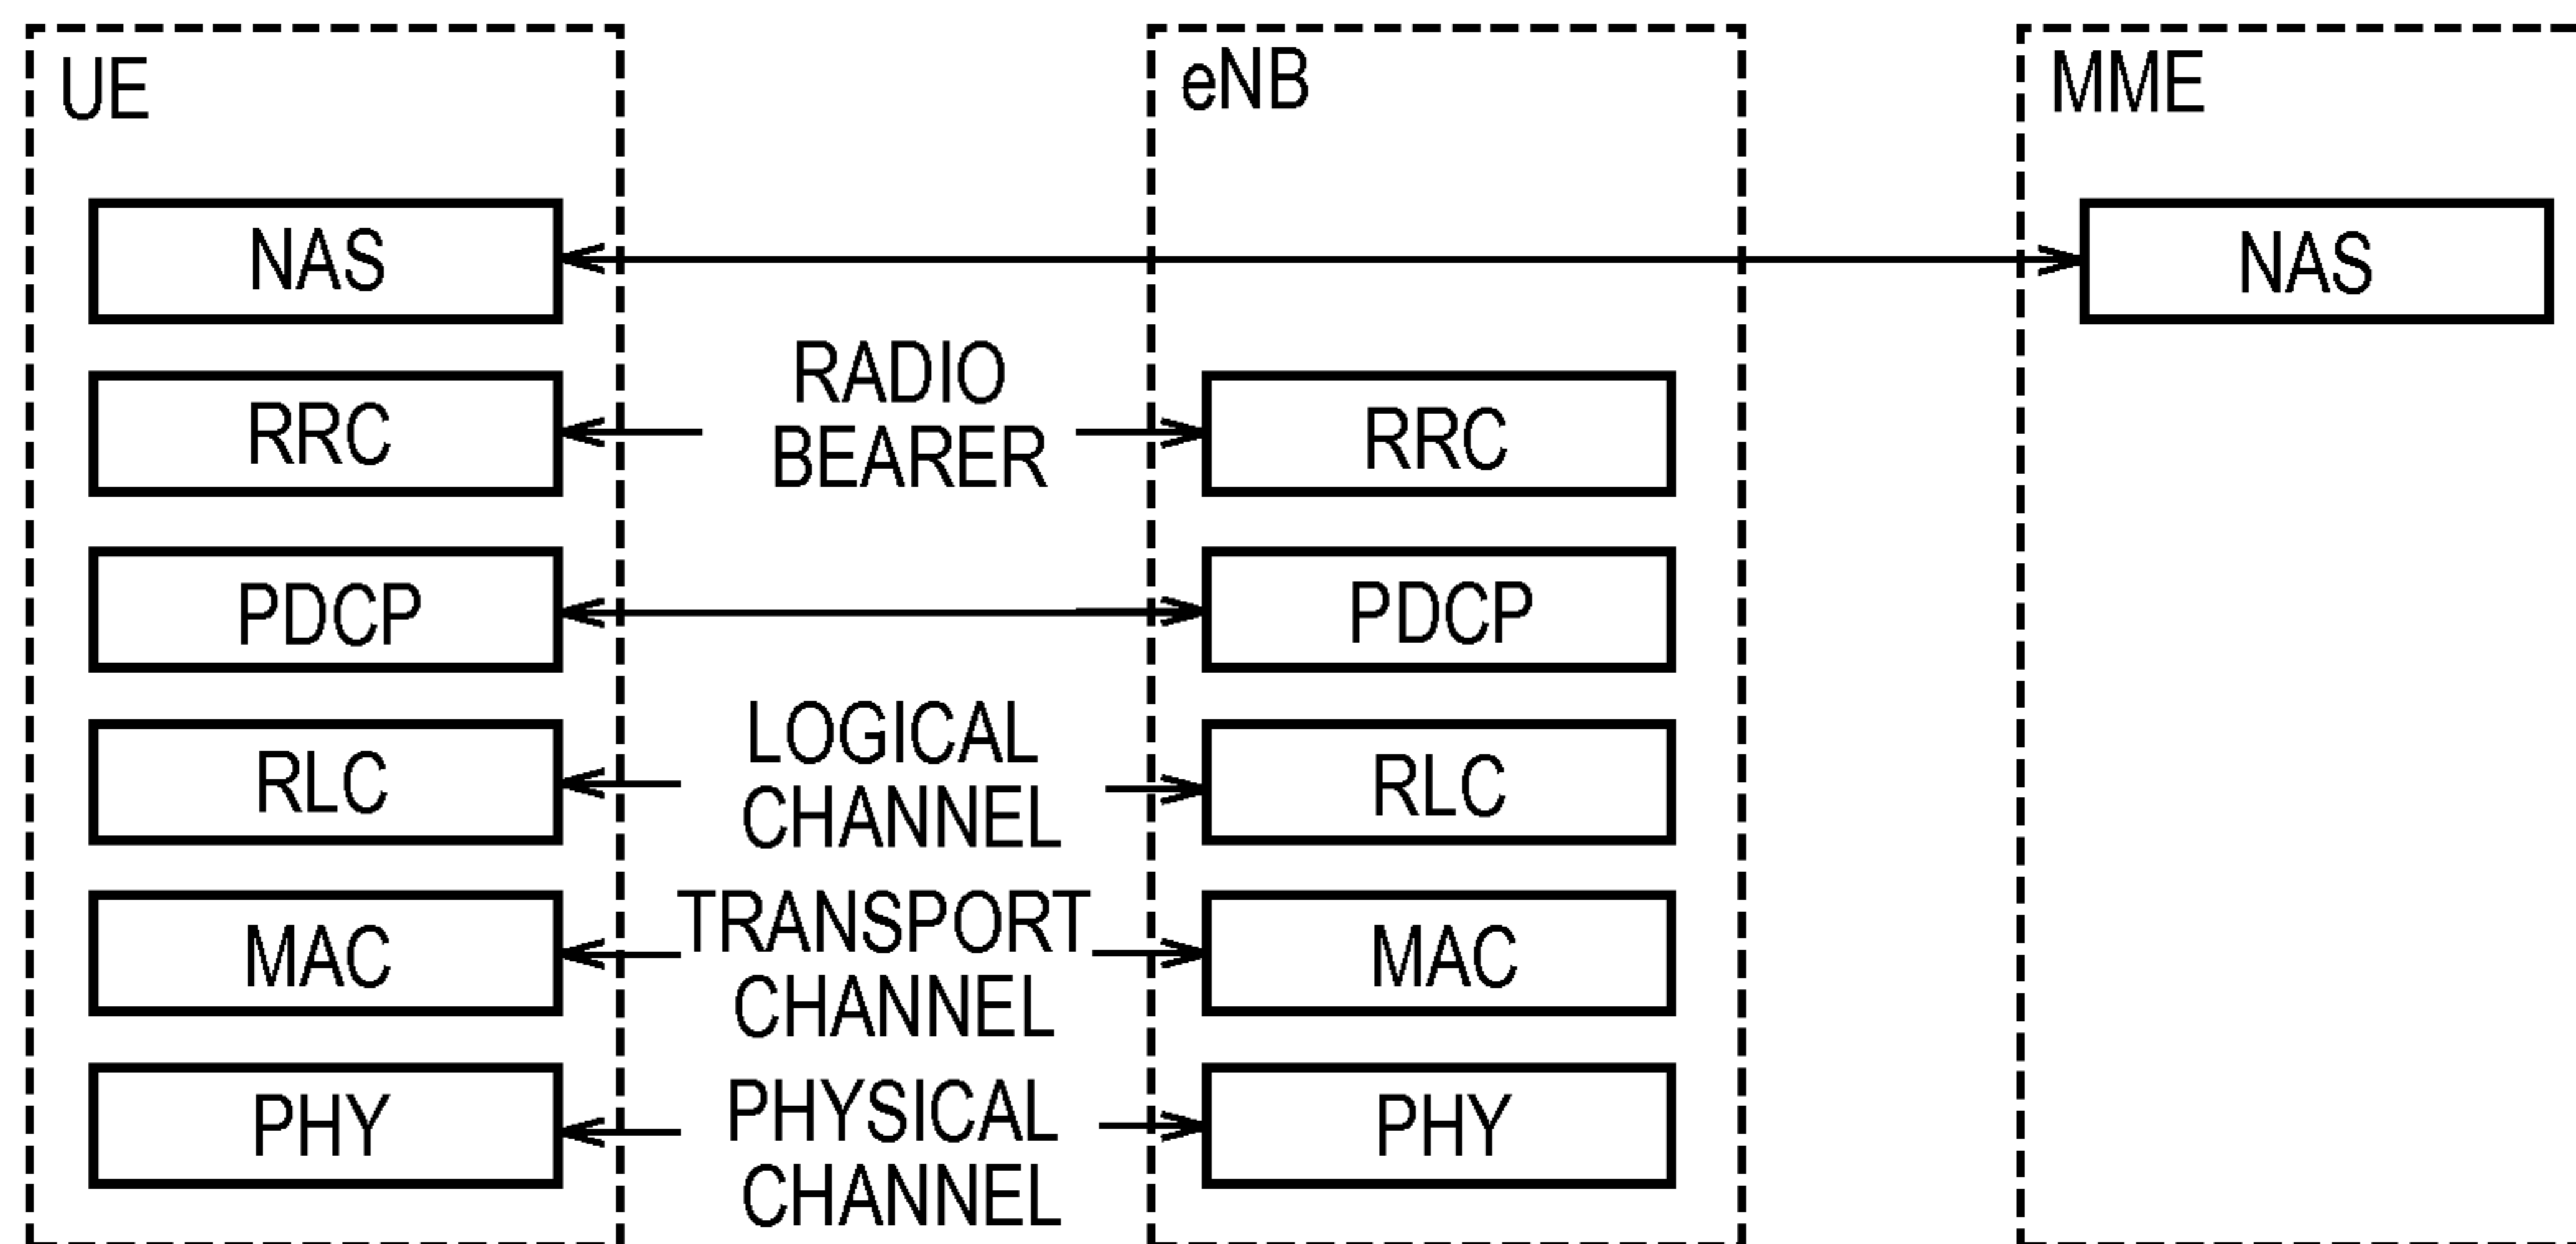 UE
eNB
MME
NAS
NAS
RADIO
BEARER
RRC
RRC
PDCP
PDCP
LOGICAL
CHANNEL
RLC
RLC
TRANSPORT
CHANNEL
MAC
MAC
PHYSICAL
CHANNEL
PHY
PHY